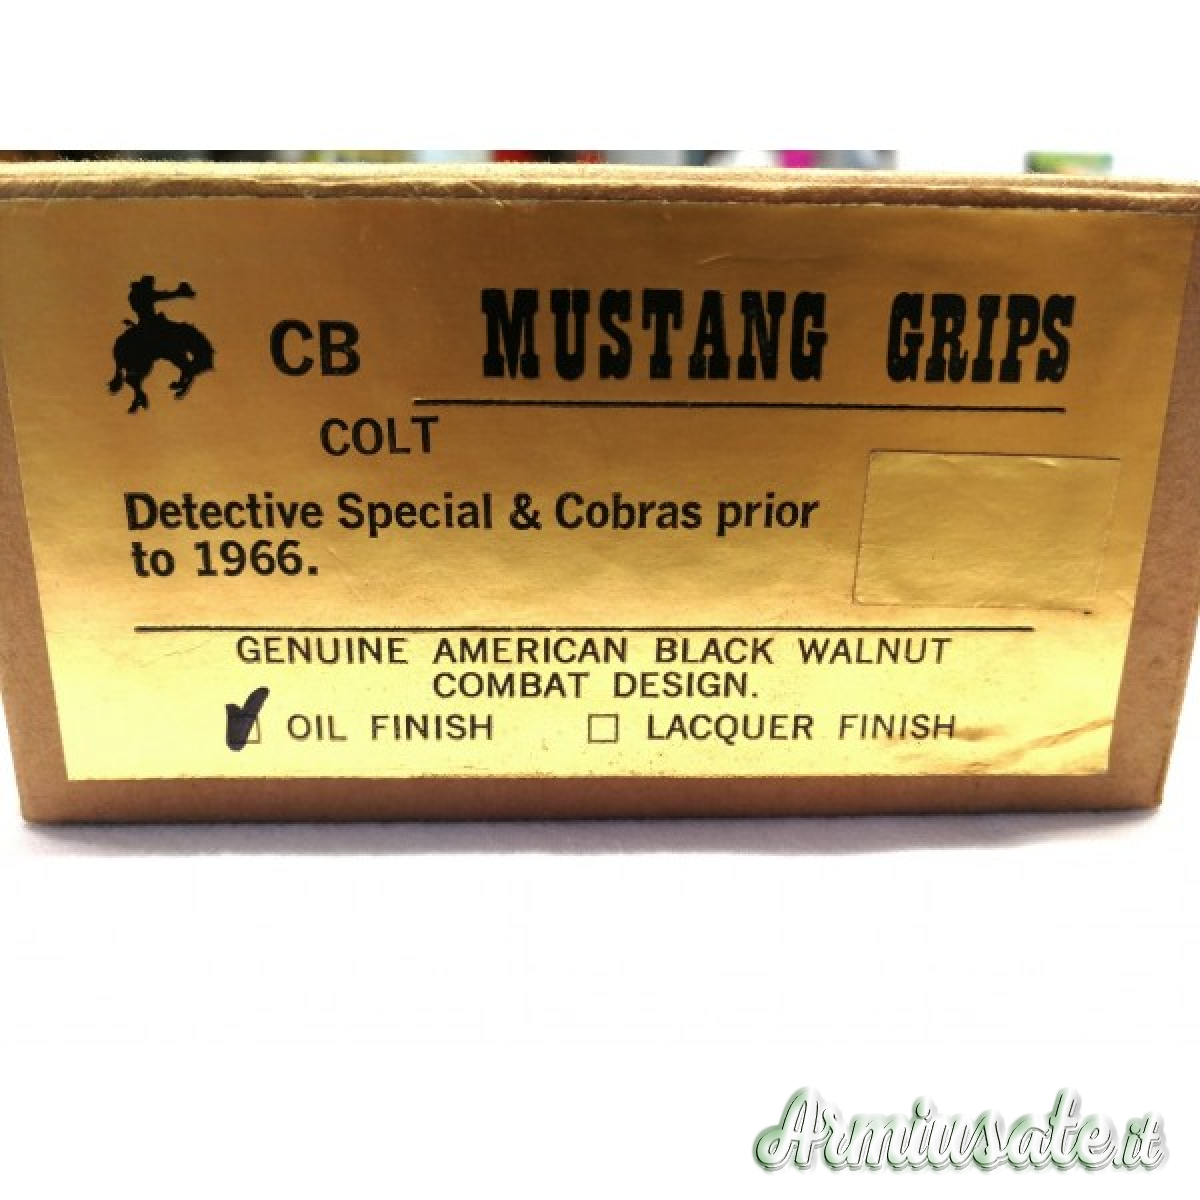 CB MUSTANG GRIPS
COLT
Detective Special & Cobras prior
to 1966.
GENUINE AMERICAN BLACK WALNUT
COMBAT DESIGN.
OIL FINISH LACQUER FINISH
Armiusate.it